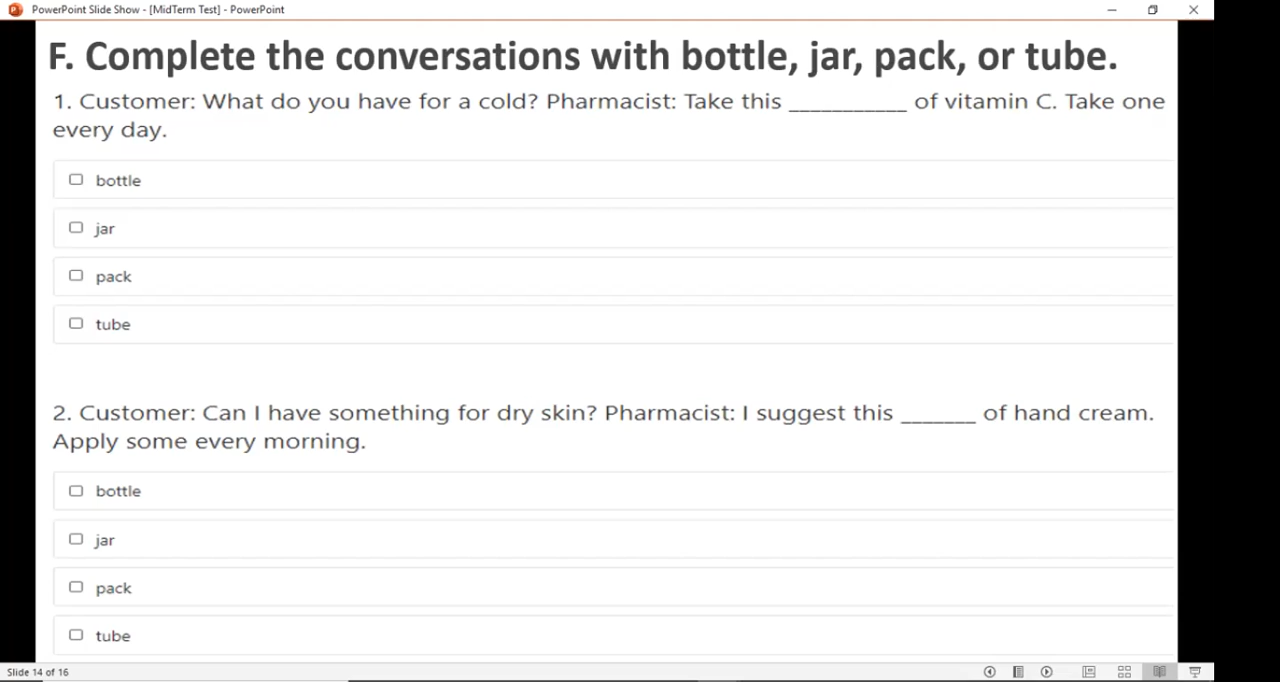 PowerPoint Slide Show - [MidTerm Test] - PowerPoint
F. Complete the conversations with bottle, jar, pack, or tube.
1. Customer: What do you have for a cold? Pharmacist: Take this ___________ of vitamin C. Take one
every day.
bottle
jar
pack
tube
2. Customer: Can I have something for dry skin? Pharmacist: I suggest this _______ of hand cream.
Apply some every morning.
bottle
jar
pack
tube
Slide 14 of 16